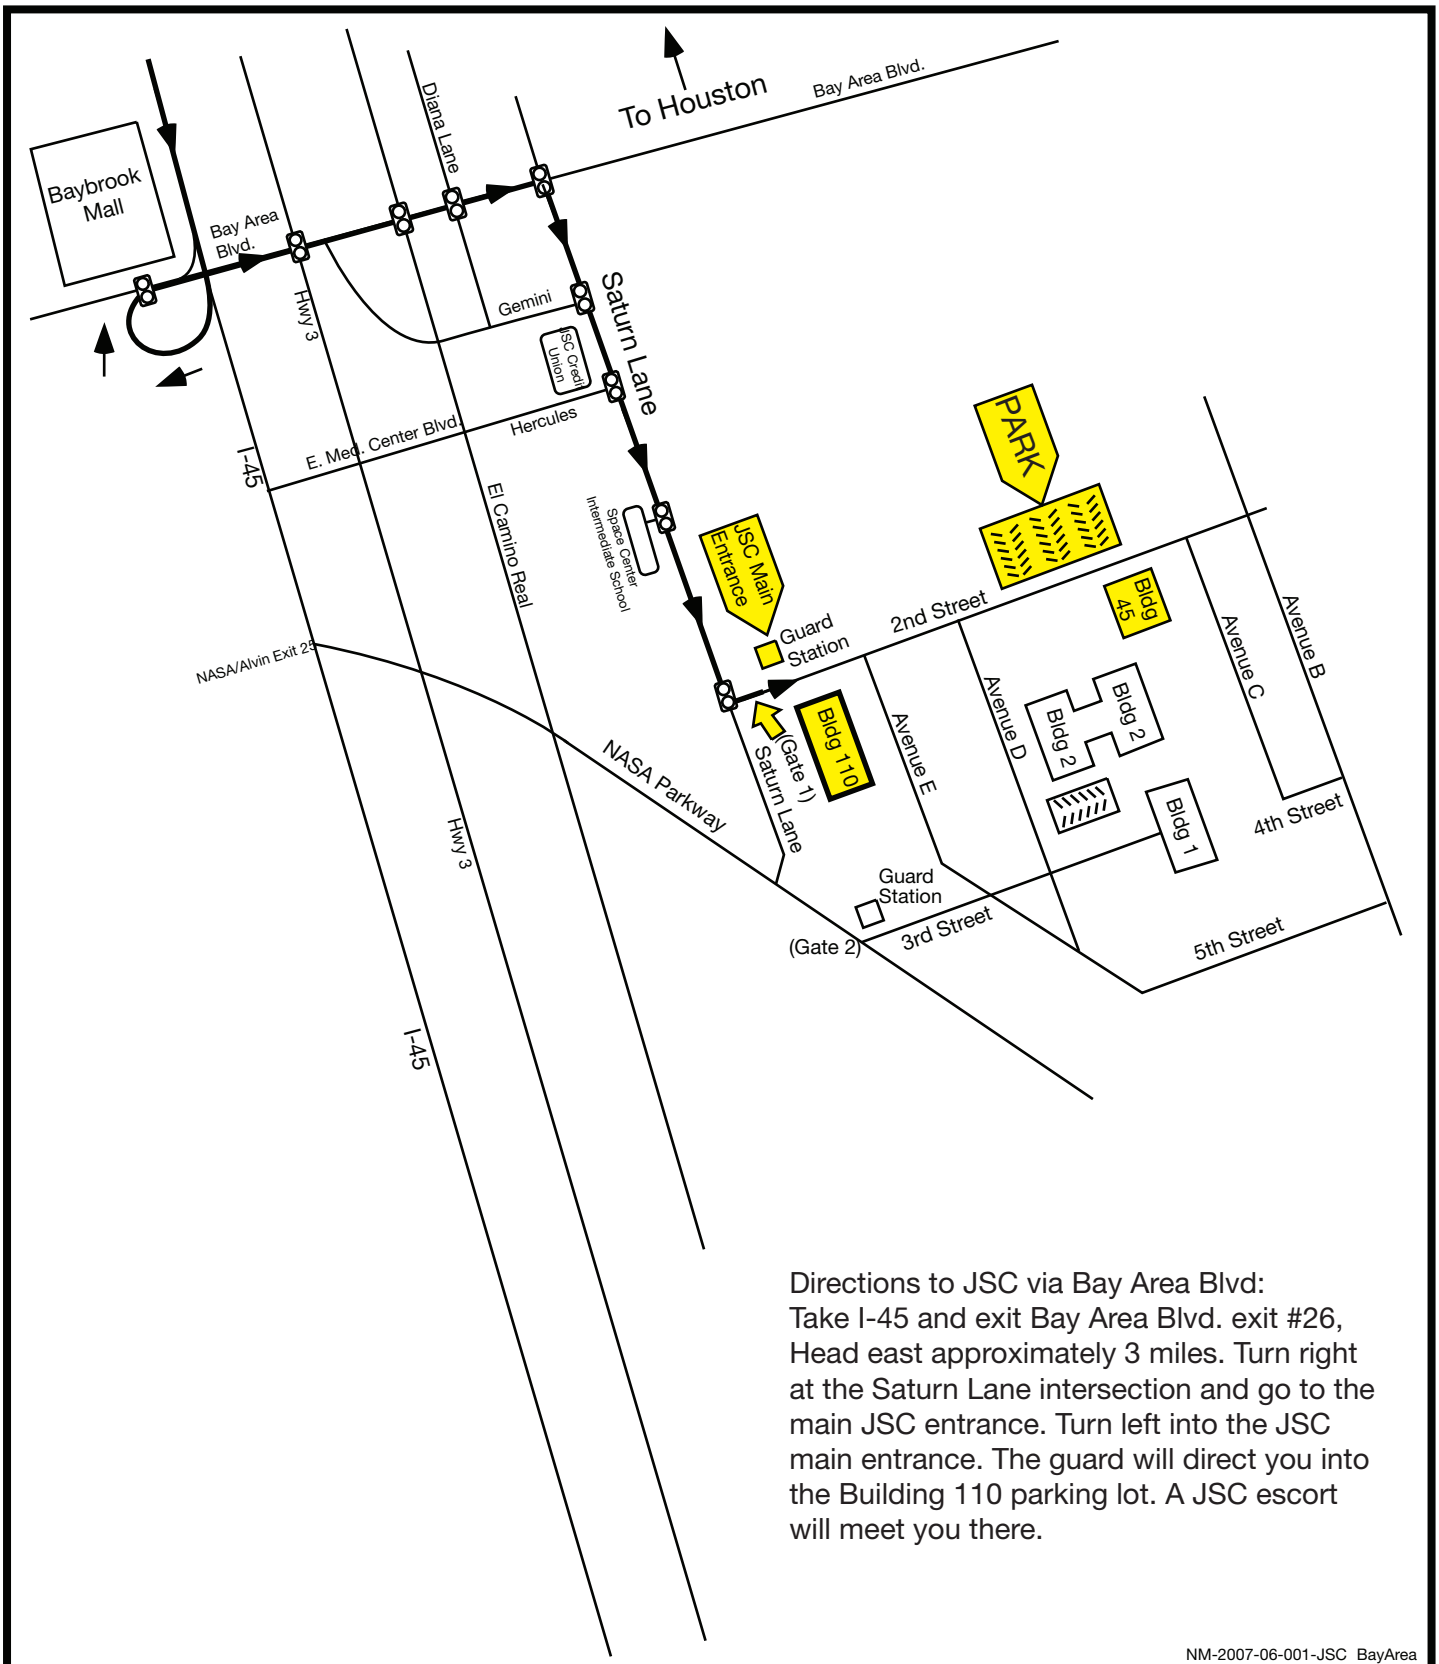 To Houston
Bay Area Blvd.
Diana Lane
Baybrook
Mall
Bay Area
Blvd.
Hwy 3
Gemini
Saturn Lane
JSC Credit
Union
Hercules
E. Med. Center Blvd.
I-45
El Camino Real
Space Center
Intermediate School
PARK
JSC Main
Entrance
Guard
Station
2nd Street
Bldg
45
Avenue C
Avenue B
NASA/Alvin Exit 25
Avenue D
Avenue E
Bldg 2
Bldg 2
Bldg 110
(Gate 1)
Saturn Lane
NASA Parkway
Hwy 3
Bldg 1
4th Street
Guard
Station
3rd Street
(Gate 2)
5th Street
I-45
Directions to JSC via Bay Area Blvd:
Take I-45 and exit Bay Area Blvd. exit #26,
Head east approximately 3 miles. Turn right
at the Saturn Lane intersection and go to the
main JSC entrance. Turn left into the JSC
main entrance. The guard will direct you into
the Building 110 parking lot. A JSC escort
will meet you there.
NM-2007-06-001-JSC BayArea